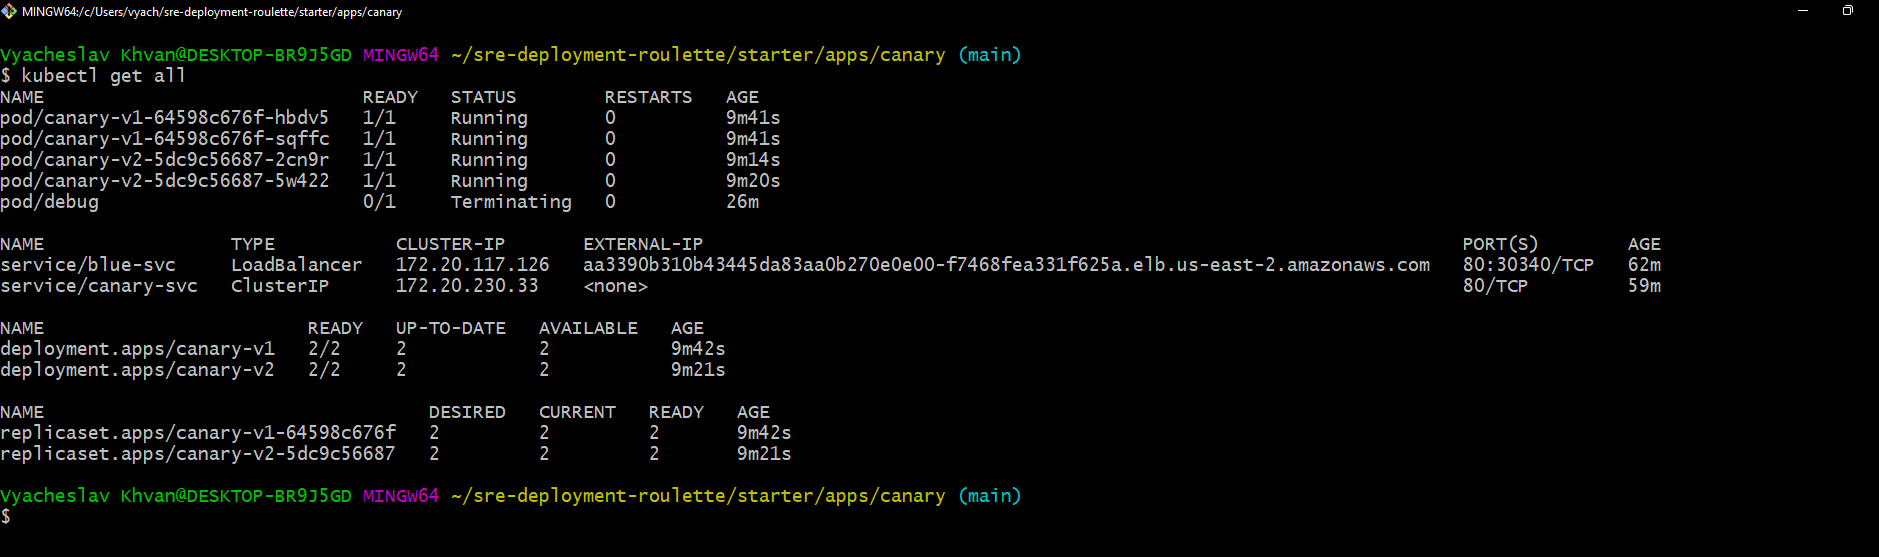 MINGW64:/c/Users/vyach/sre-deployment-roulette/starter/apps/canary
Vyacheslav Khvan@DESKTOP-BR9J5GD MINGW64 ~/sre-deployment-roulette/starter/apps/canary (main)
$ kubectl get all
NAME READY STATUS RESTARTS AGE
pod/canary-v1-64598c676f-hbdv5 1/1 Running 0 9m41s
pod/canary-v1-64598c676f-sqffc 1/1 Running 0 9m41s
pod/canary-v2-5dc9c56687-2cn9r 1/1 Running 0 9m14s
pod/canary-v2-5dc9c56687-5w422 1/1 Running 0 9m20s
pod/debug 0/1 Terminating 0 26m
NAME TYPE CLUSTER-IP EXTERNAL-IP PORT(S) AGE
service/blue-svc LoadBalancer 172.20.117.126 aa3390b310b43445da83aa0b270e0e00-f7468fea331f625a.elb.us-east-2.amazonaws.com 80:30340/TCP 62m
service/canary-svc ClusterIP 172.20.230.33 <none> 80/TCP 59m
NAME READY UP-TO-DATE AVAILABLE AGE
deployment.apps/canary-v1 2/2 2 2 9m42s
deployment.apps/canary-v2 2/2 2 2 9m21s
NAME DESIRED CURRENT READY AGE
replicaset.apps/canary-v1-64598c676f 2 2 2 9m42s
replicaset.apps/canary-v2-5dc9c56687 2 2 2 9m21s
Vyacheslav Khvan@DESKTOP-BR9J5GD MINGW64 ~/sre-deployment-roulette/starter/apps/canary (main)
$